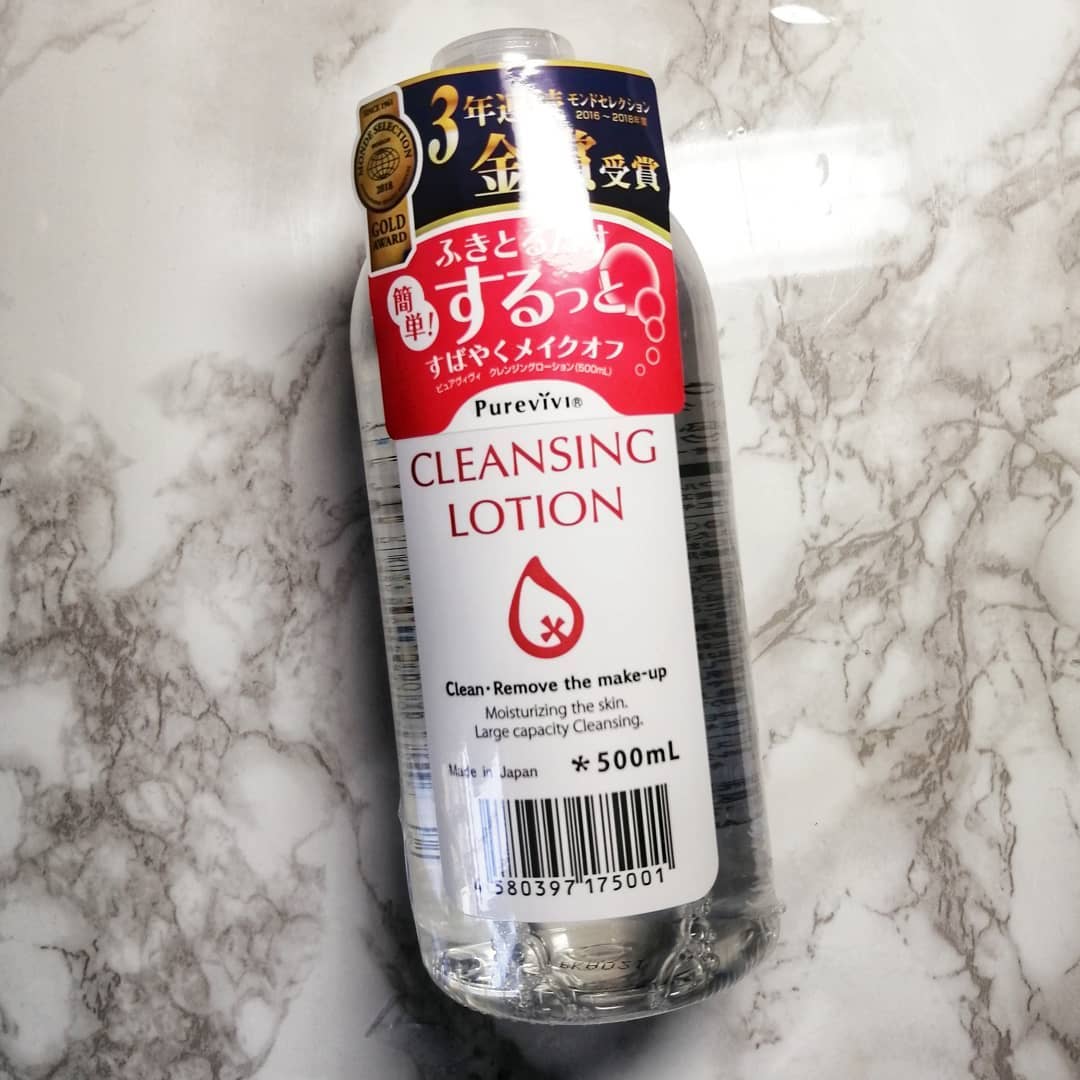 SINCE 1961
MONDE SELECTION
2018
GOLD
AWARD
3年連続 モンドセレクション
2016～2018年度
金賞受賞
ふきとるだけ
簡単!
するっと
すばやくメイクオフ
ピュアヴィヴィ クレンジングローション(500mL)
Purevivi®
CLEANSING
LOTION
Clean・Remove the make-up
Moisturizing the skin.
Large capacity Cleansing.
Made in Japan *500mL
4580397175001